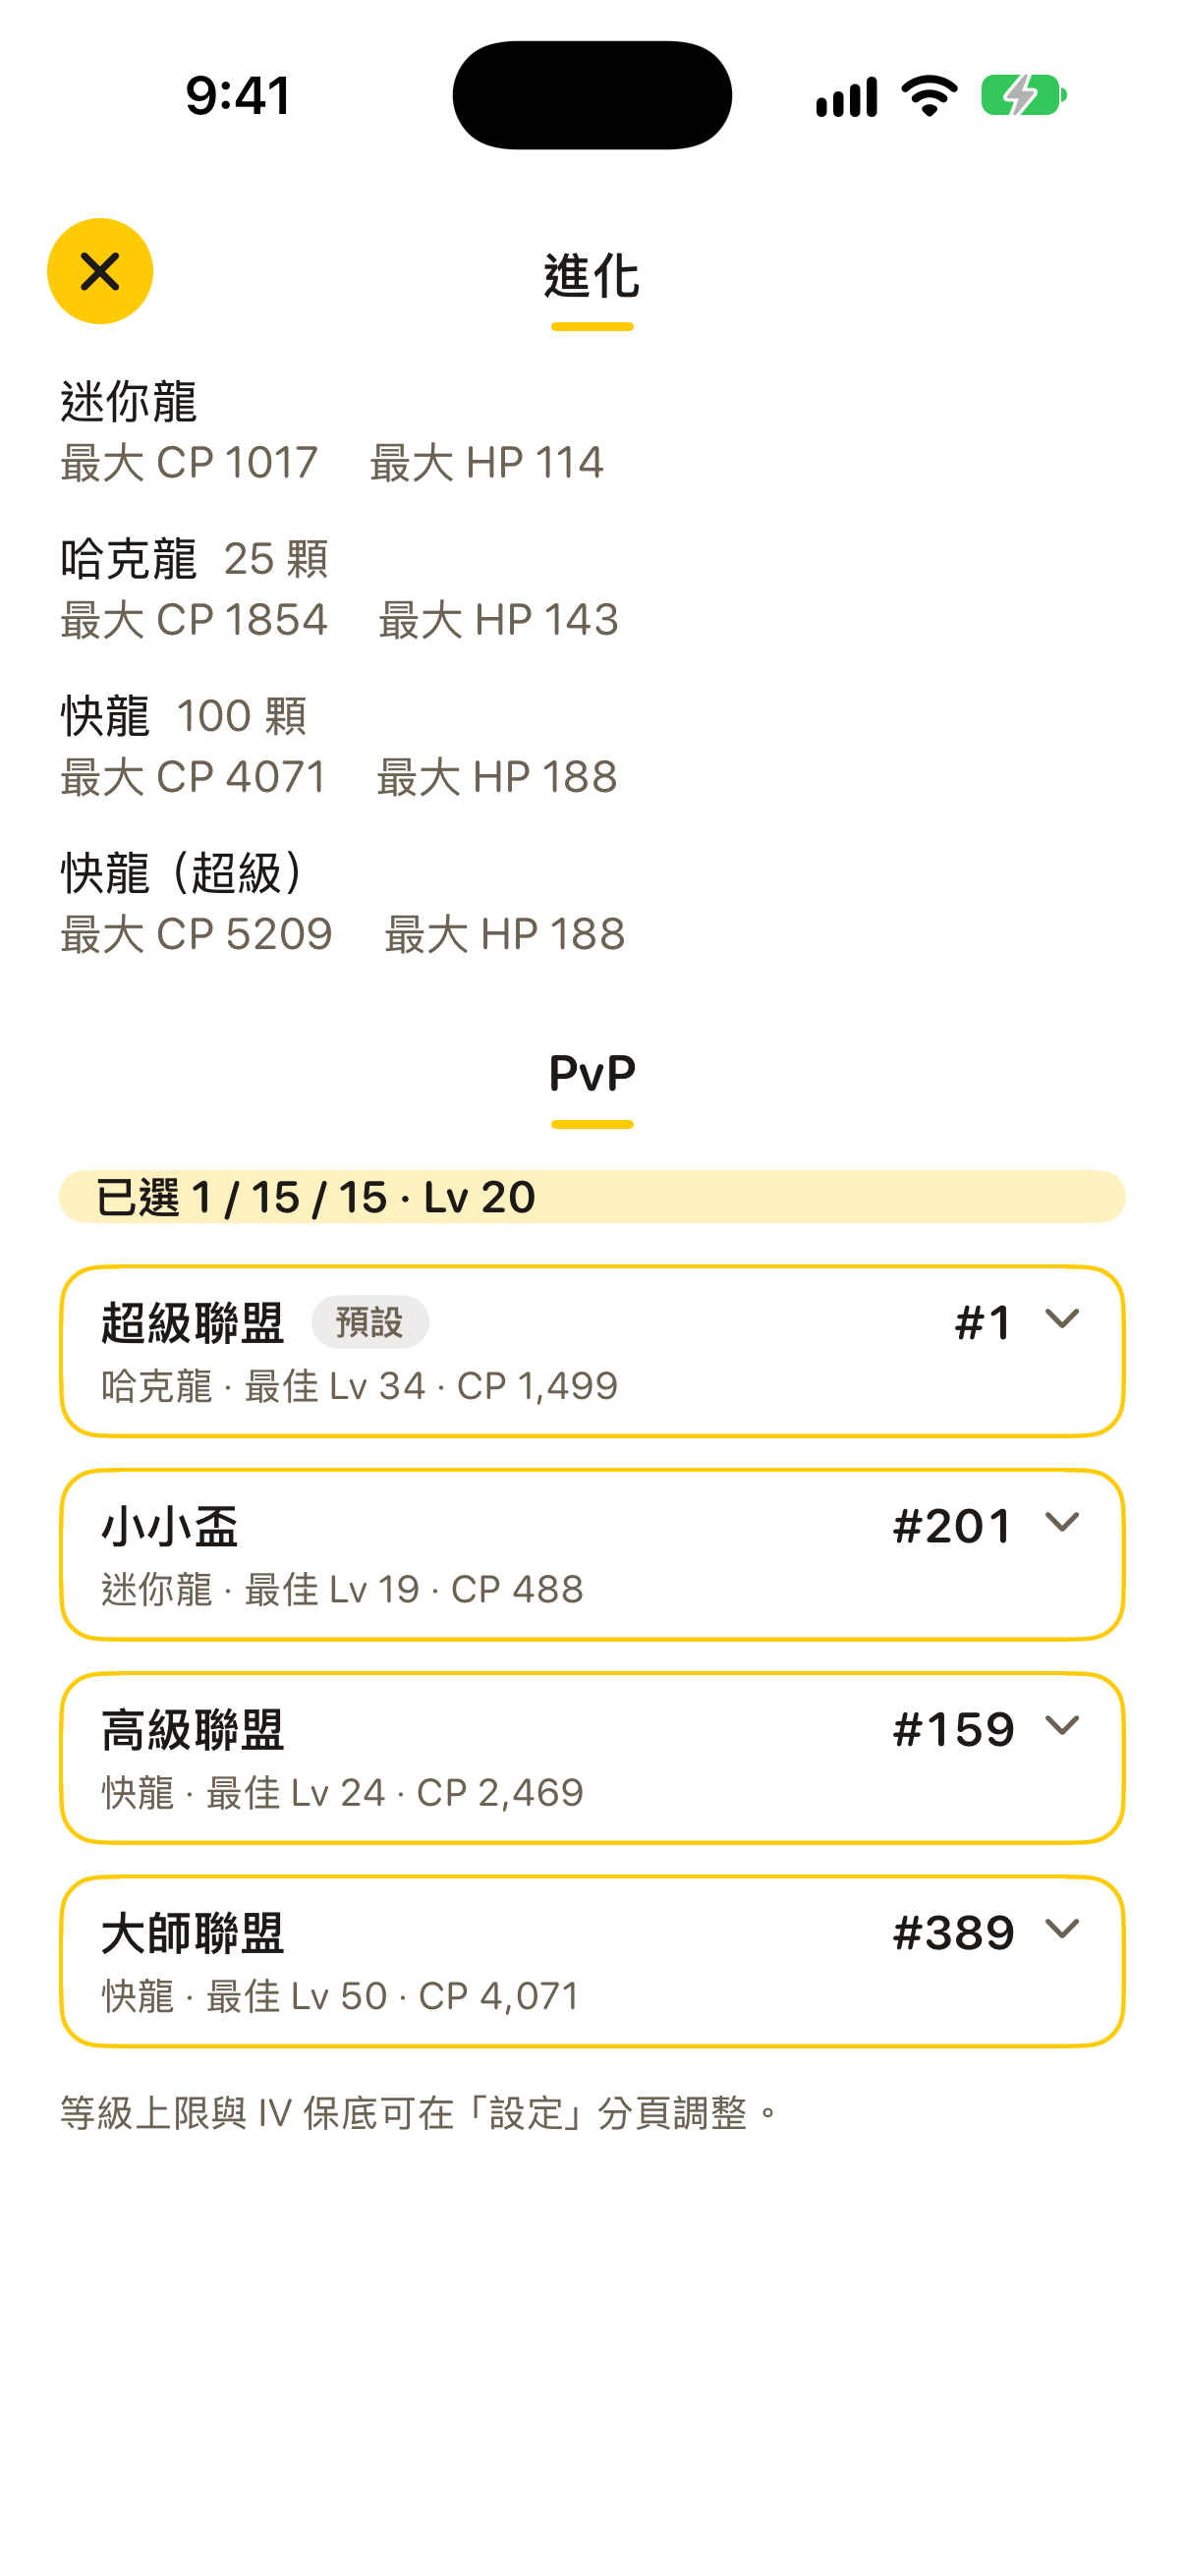 9:41
進化
迷你龍
最大 CP 1017 最大 HP 114
哈克龍 25 顆
最大 CP 1854 最大 HP 143
快龍 100 顆
最大 CP 4071 最大 HP 188
快龍（超級）
最大 CP 5209 最大 HP 188
PvP
已選 1 / 15 / 15 · Lv 20
超級聯盟 預設 #1
哈克龍 · 最佳 Lv 34 · CP 1,499
小小盃 #201
迷你龍 · 最佳 Lv 19 · CP 488
高級聯盟 #159
快龍 · 最佳 Lv 24 · CP 2,469
大師聯盟 #389
快龍 · 最佳 Lv 50 · CP 4,071
等級上限與 IV 保底可在「設定」分頁調整。